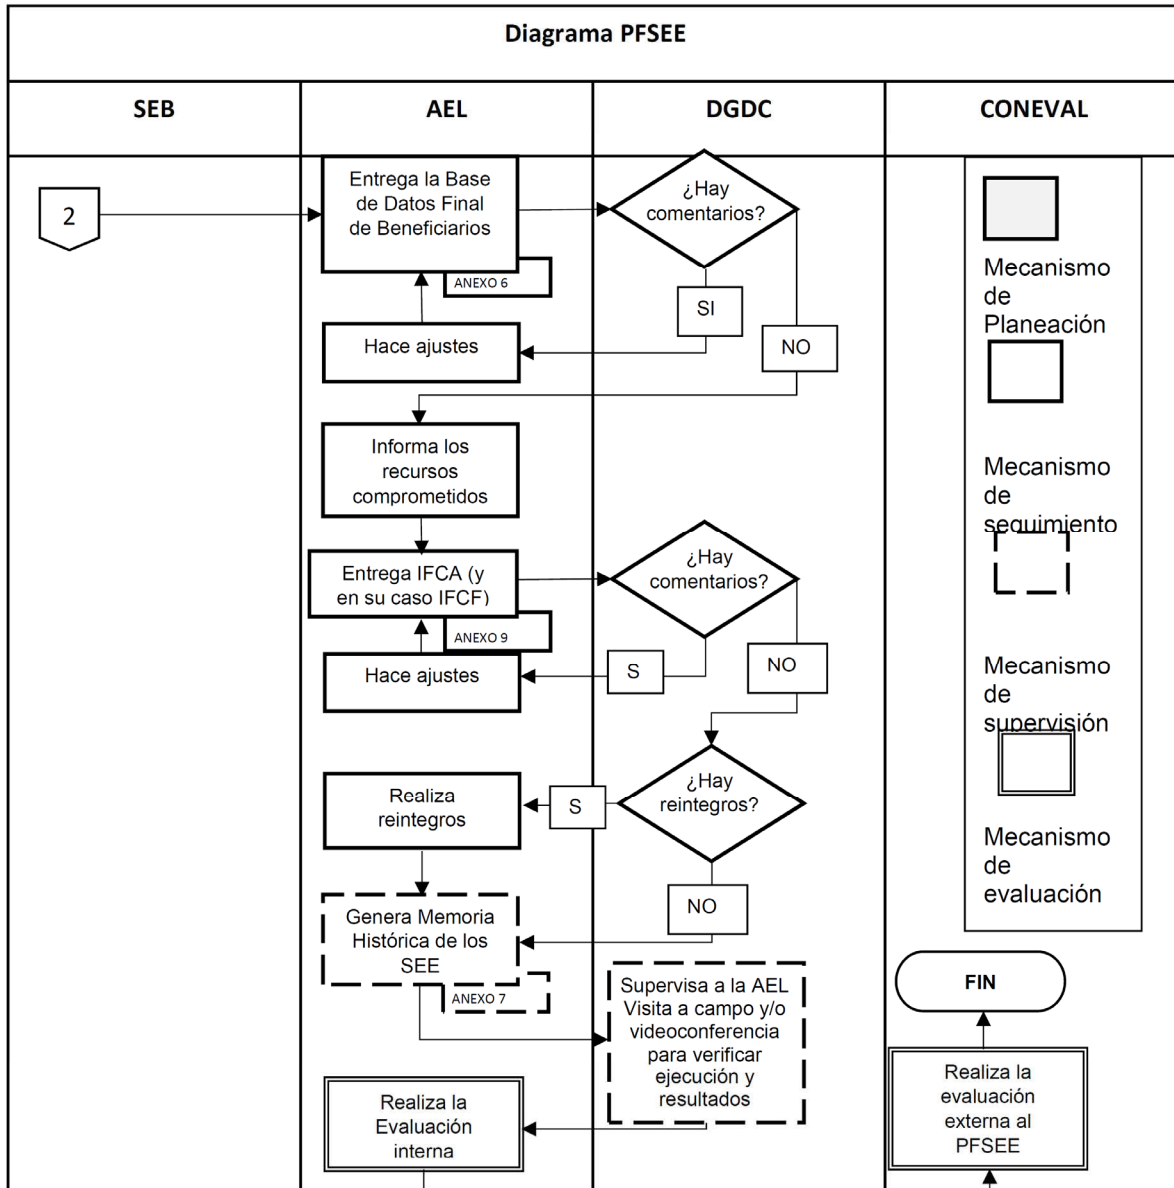 Diagrama PFSEE
SEB
AEL
DGDC
CONEVAL
2
Entrega la Base
de Datos Final
de Beneficiarios
ANEXO 6
¿Hay
comentarios?
SI
NO
Hace ajustes
Informa los
recursos
comprometidos
Entrega IFCA (y
en su caso IFCF)
ANEXO 9
¿Hay
comentarios?
S
NO
Hace ajustes
¿Hay
reintegros?
S
NO
Realiza
reintegros
Genera Memoria
Histórica de los
SEE
ANEXO 7
Supervisa a la AEL
Visita a campo y/o
videoconferencia
para verificar
ejecución y
resultados
Realiza la
Evaluación
interna
Mecanismo
de
Planeación
Mecanismo
de
seguimiento
Mecanismo
de
supervisión
Mecanismo
de
evaluación
FIN
Realiza la
evaluación
externa al
PFSEE